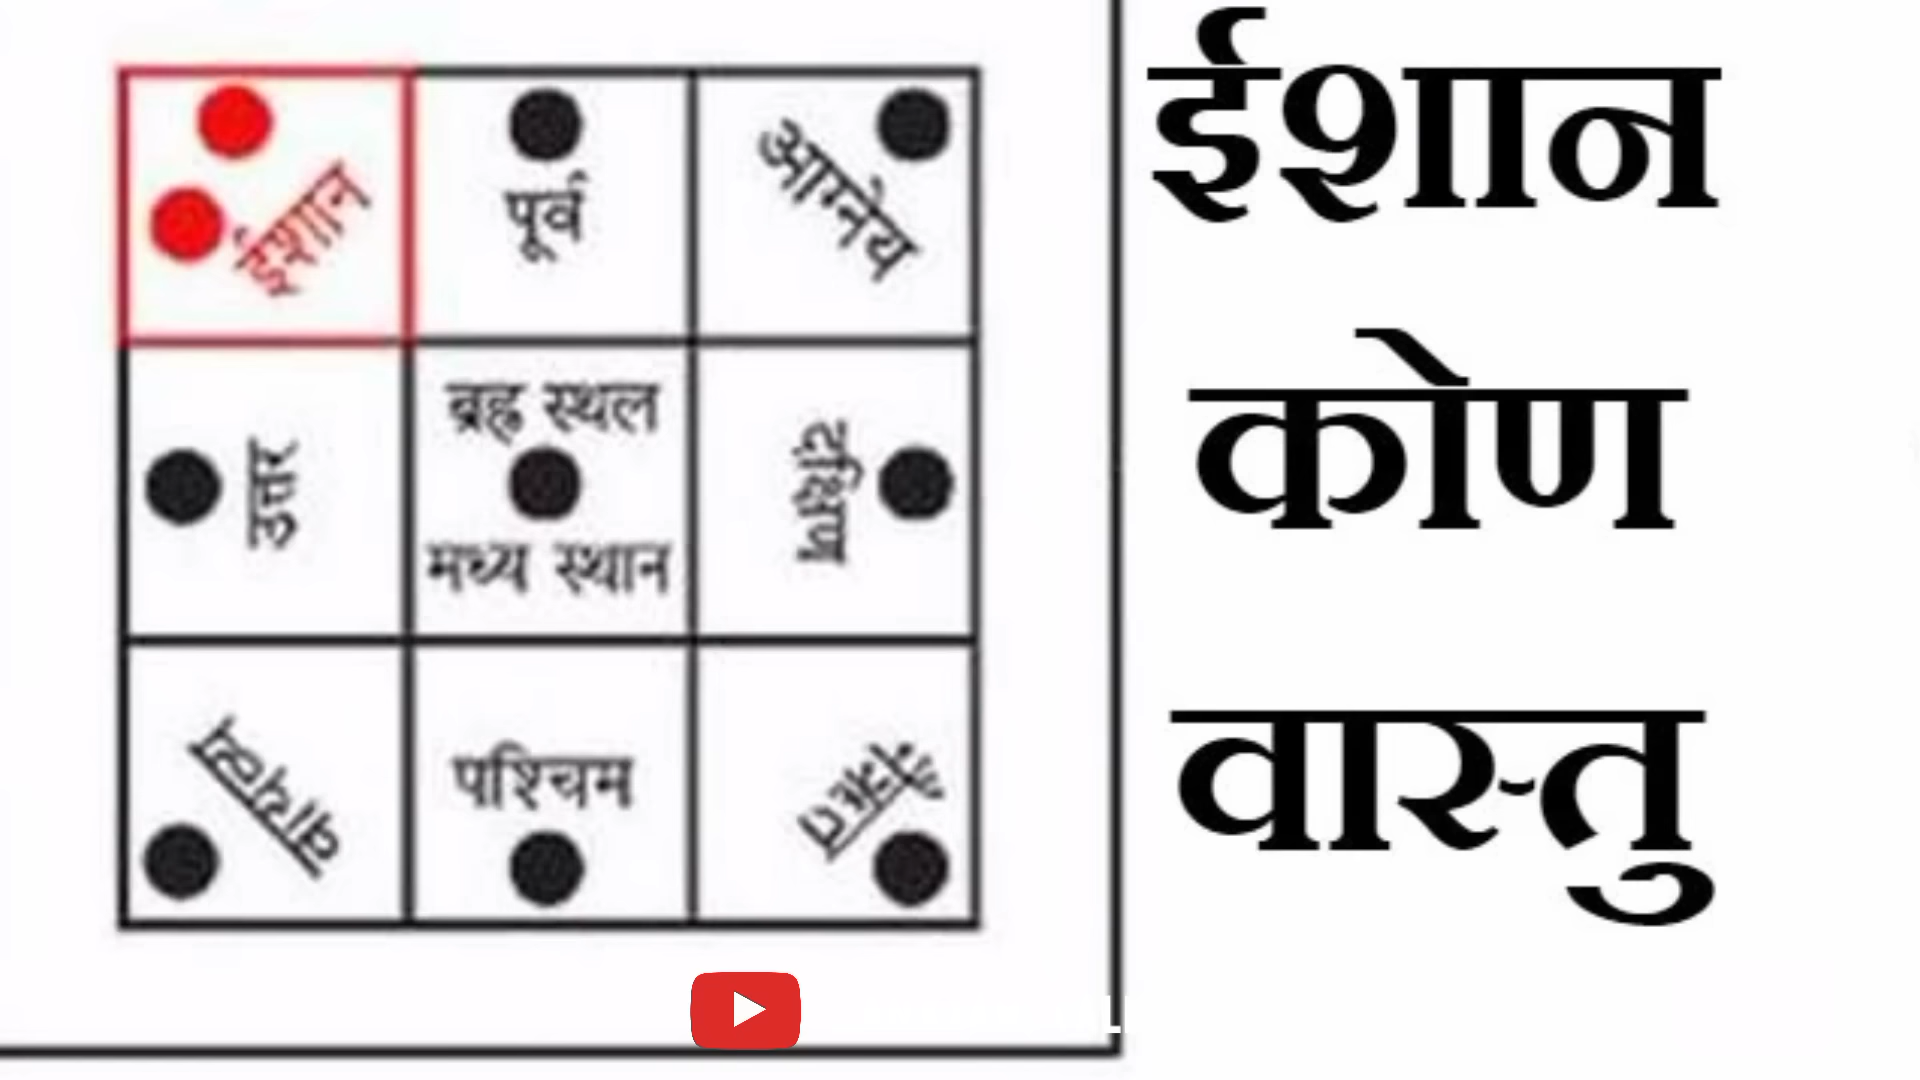 ईशान
पूर्व
आग्नेय
उत्तर
ब्रह्म स्थल
मध्य स्थान
दक्षिण
वायव्य
पश्चिम
नैऋत
ईशान
कोण
वास्तु